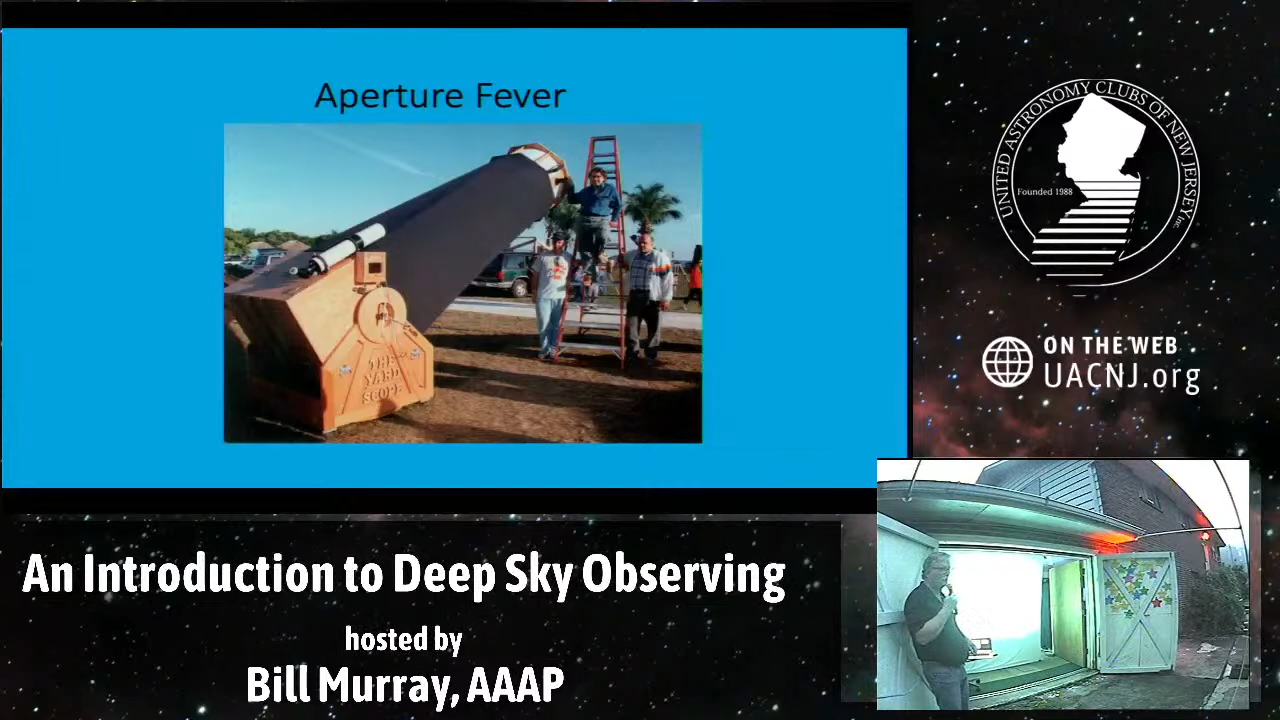 Aperture Fever
THE
YARD
SCOPE
UNITED ASTRONOMY CLUBS OF NEW JERSEY Inc.
Founded 1988
ON THE WEB
UACNJ.org
An Introduction to Deep Sky Observing
hosted by
Bill Murray, AAAP